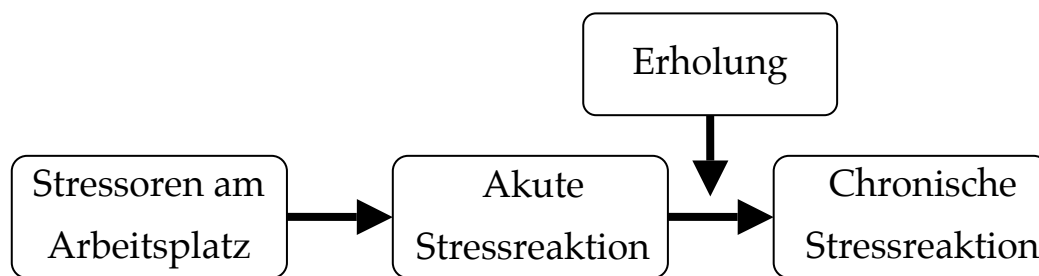 Erholung
Stressoren am
Arbeitsplatz
Akute
Stressreaktion
Chronische
Stressreaktion